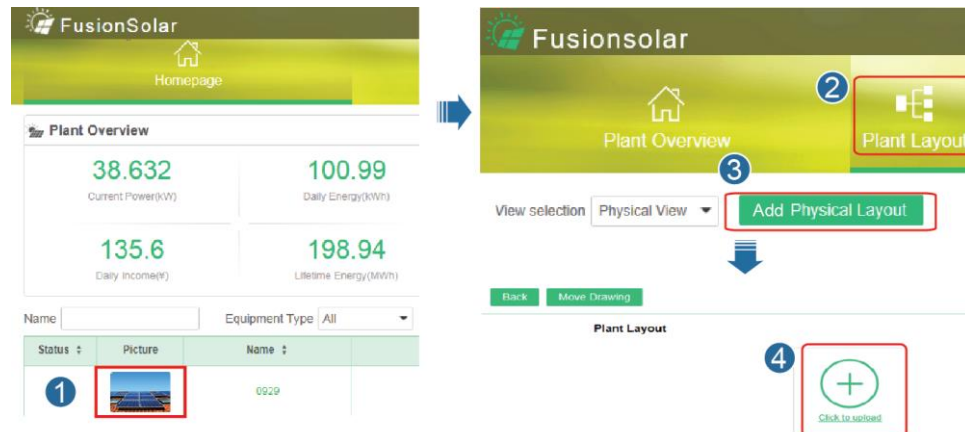 FusionSolar
Homepage
Plant Overview
38.632
100.99
Current Power(kW)
Daily Energy(kWh)
135.6
198.94
Daily Income(¥)
Lifetime Energy(MWh)
Name
Equipment Type All
Status Picture Name
1
0929
Fusionsolar
2
Plant Overview
Plant Layout
3
View selection Physical View Add Physical Layout
Back Move Drawing
Plant Layout
4
Click to upload